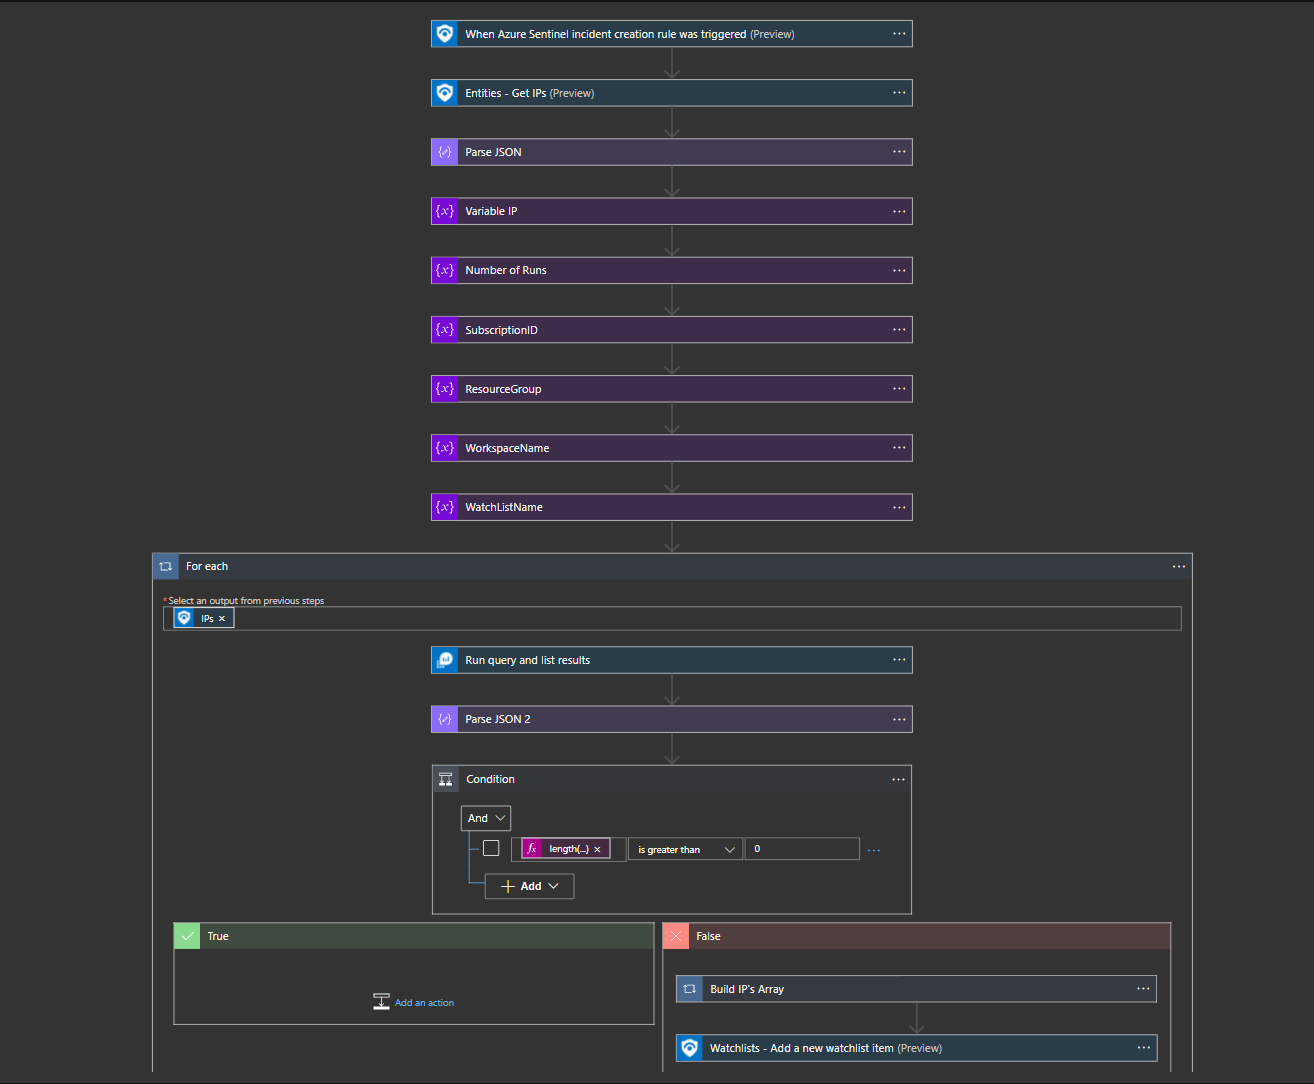 When Azure Sentinel incident creation rule was triggered (Preview)
Entities - Get IPs (Preview)
Parse JSON
{x} Variable IP
{x} Number of Runs
{x} SubscriptionID
{x} ResourceGroup
{x} WorkspaceName
{x} WatchListName
For each
* Select an output from previous steps
IPs ×
Run query and list results
Parse JSON 2
Condition
And
fx length(...) × is greater than 0
+ Add
True
False
Add an action
Build IP's Array
Watchlists - Add a new watchlist item (Preview)